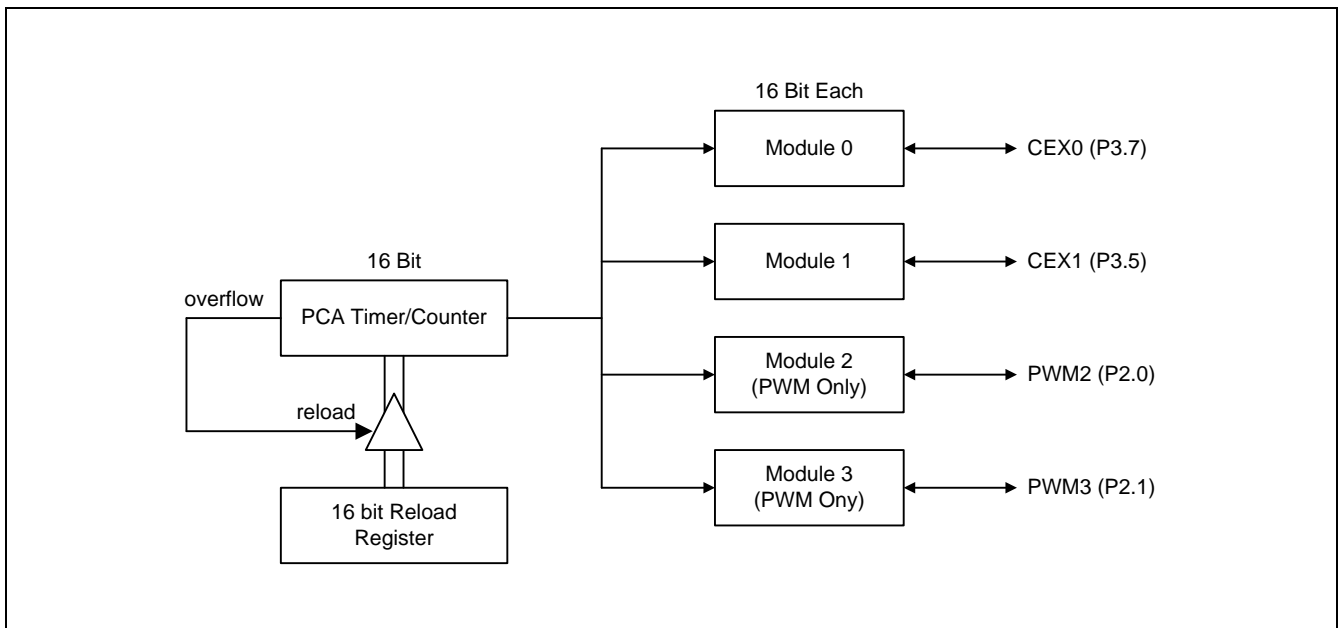 16 Bit Each
Module 0
CEX0 (P3.7)
Module 1
CEX1 (P3.5)
16 Bit
overflow
PCA Timer/Counter
Module 2
(PWM Only)
PWM2 (P2.0)
reload
Module 3
(PWM Ony)
PWM3 (P2.1)
16 bit Reload
Register